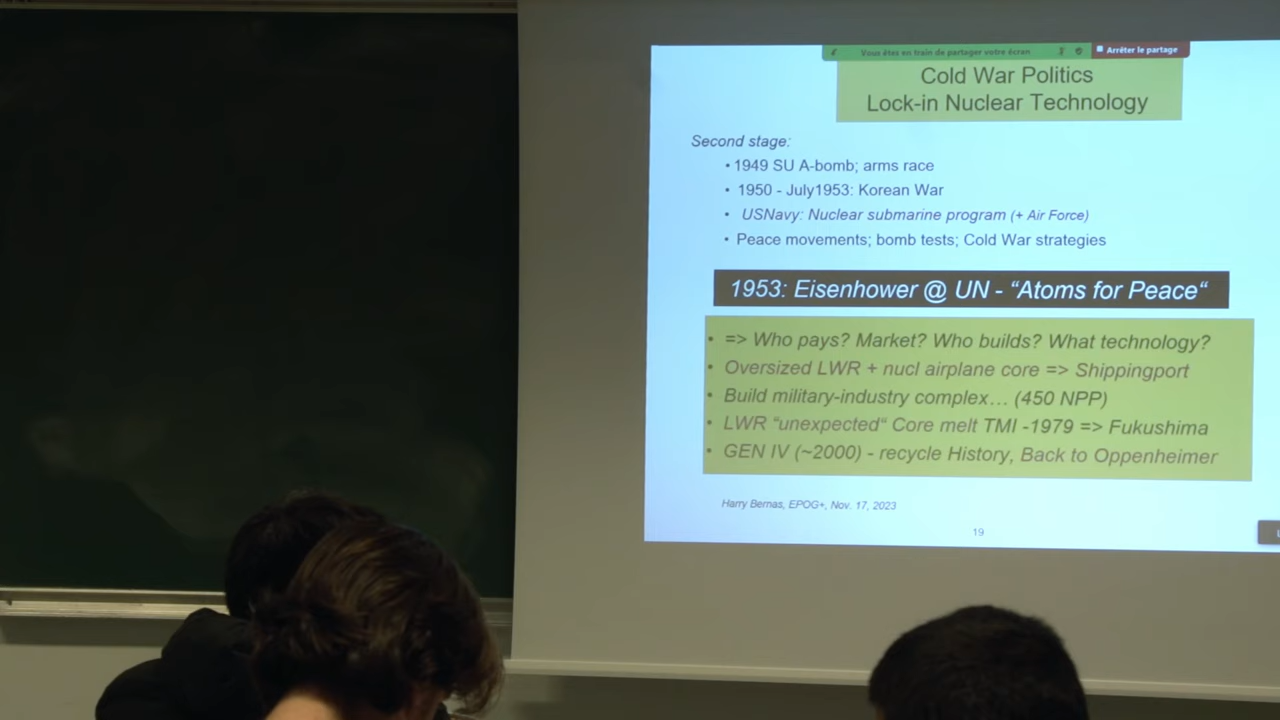 Vous êtes en train de partager votre écran
Arrêter le partage
Cold War Politics
Lock-in Nuclear Technology
Second stage:
• 1949 SU A-bomb; arms race
• 1950 - July1953: Korean War
• USNavy: Nuclear submarine program (+ Air Force)
• Peace movements; bomb tests; Cold War strategies
1953: Eisenhower @ UN - “Atoms for Peace“
• => Who pays? Market? Who builds? What technology?
• Oversized LWR + nucl airplane core => Shippingport
• Build military-industry complex… (450 NPP)
• LWR “unexpected“ Core melt TMI -1979 => Fukushima
• GEN IV (~2000) - recycle History, Back to Oppenheimer
Harry Bernas, EPOG+, Nov. 17, 2023
19